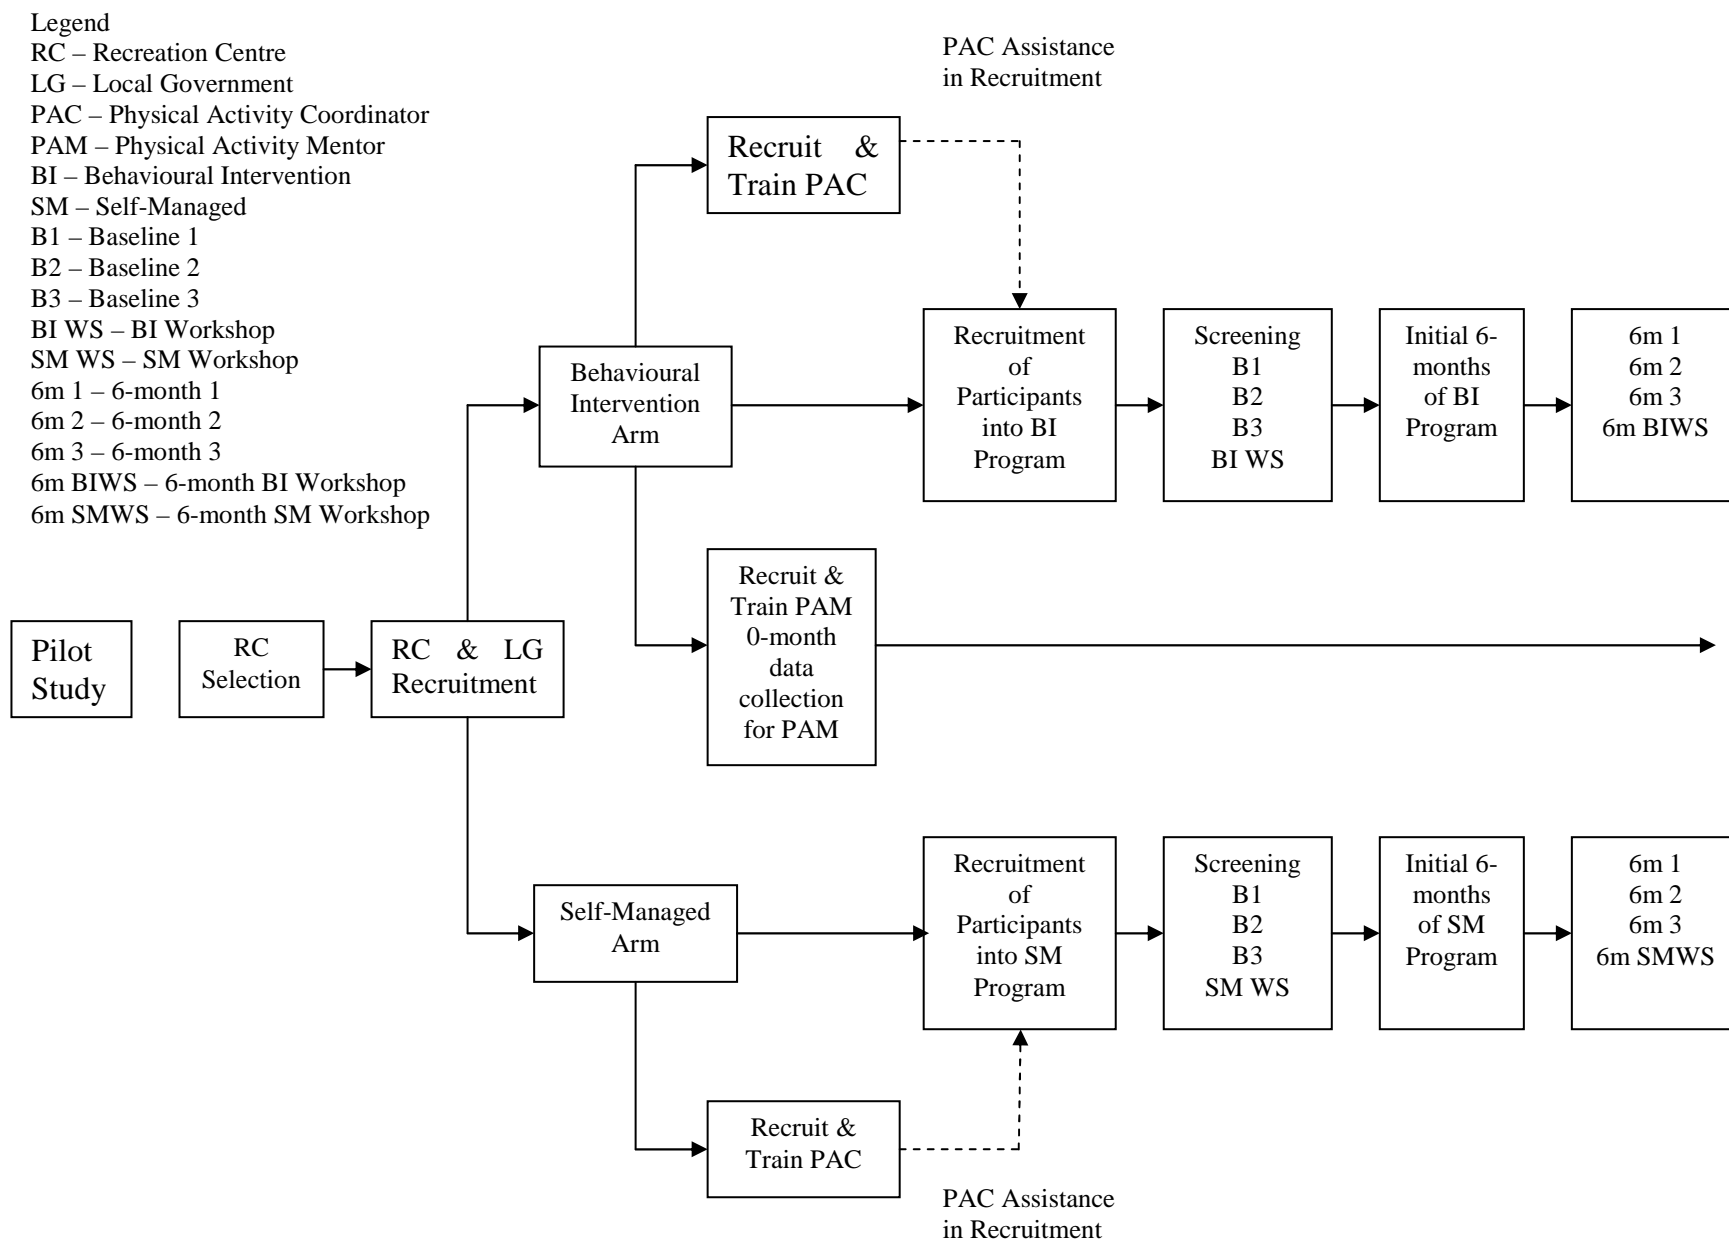 Legend
RC – Recreation Centre
LG – Local Government
PAC – Physical Activity Coordinator
PAM – Physical Activity Mentor
BI – Behavioural Intervention
SM – Self-Managed
B1 – Baseline 1
B2 – Baseline 2
B3 – Baseline 3
BI WS – BI Workshop
SM WS – SM Workshop
6m 1 – 6-month 1
6m 2 – 6-month 2
6m 3 – 6-month 3
6m BIWS – 6-month BI Workshop
6m SMWS – 6-month SM Workshop
PAC Assistance
in Recruitment
Recruit &
Train PAC
Behavioural
Intervention
Arm
Recruitment
of
Participants
into BI
Program
Screening
B1
B2
B3
BI WS
Initial 6-
months
of BI
Program
6m 1
6m 2
6m 3
6m BIWS
Recruit &
Train PAM
0-month
data
collection
for PAM
Pilot
Study
RC
Selection
RC & LG
Recruitment
Self-Managed
Arm
Recruitment
of
Participants
into SM
Program
Screening
B1
B2
B3
SM WS
Initial 6-
months
of SM
Program
6m 1
6m 2
6m 3
6m SMWS
Recruit &
Train PAC
PAC Assistance
in Recruitment